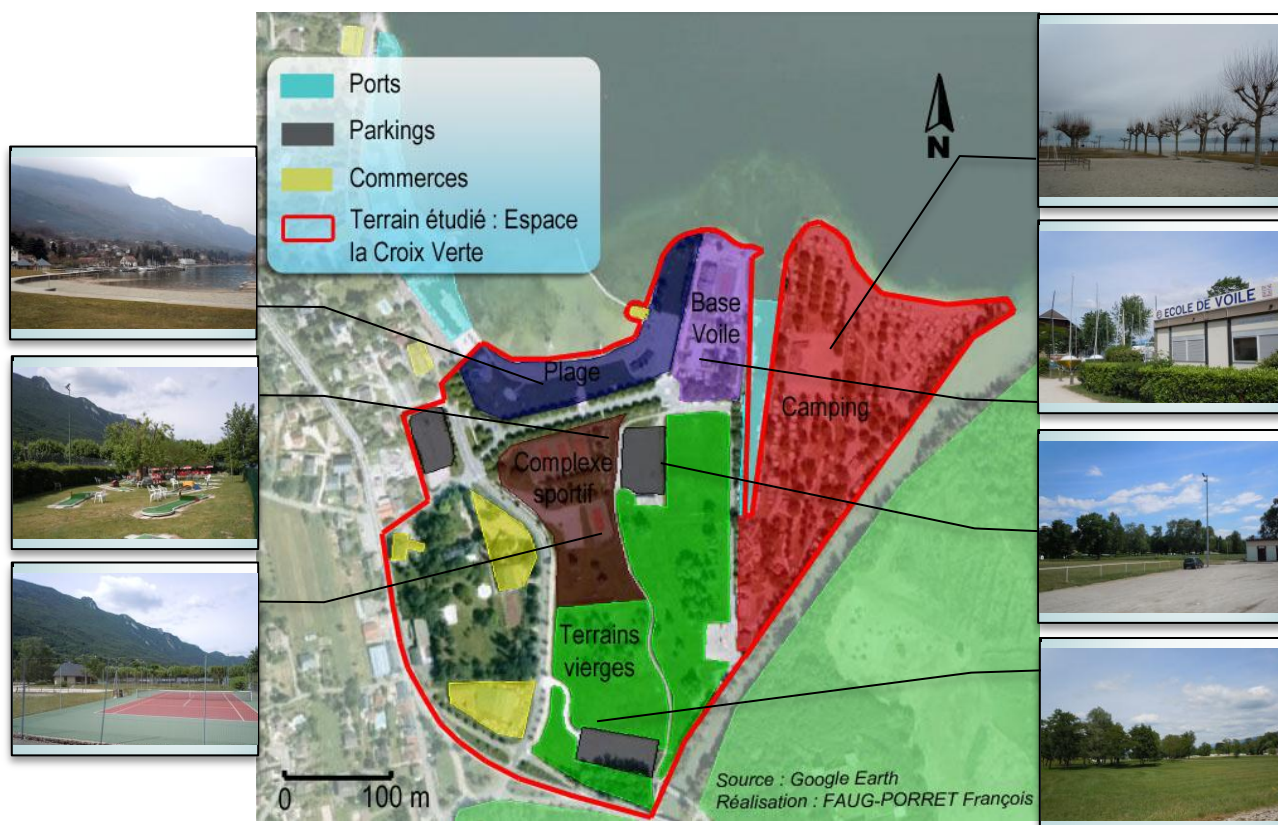 Ports
Parkings
Commerces
Terrain étudié : Espace
la Croix Verte
N
ECOLE DE VOILE
Base
Voile
Plage
Camping
Complexe
sportif
Terrains
vierges
0 100 m
Source : Google Earth
Réalisation : FAUG-PORRET François